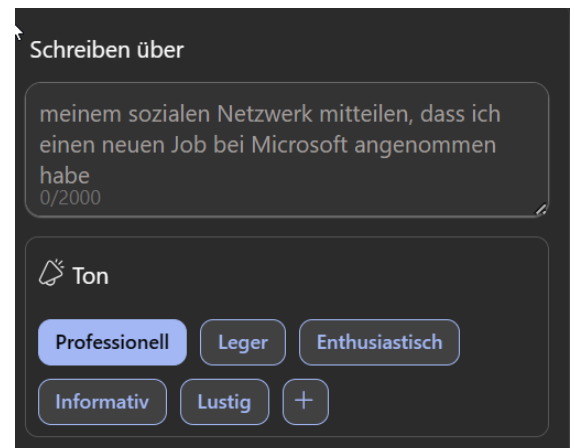 Schreiben über
meinem sozialen Netzwerk mitteilen, dass ich
einen neuen Job bei Microsoft angenommen
habe
0/2000
Ton
Professionell Leger Enthusiastisch
Informativ Lustig +